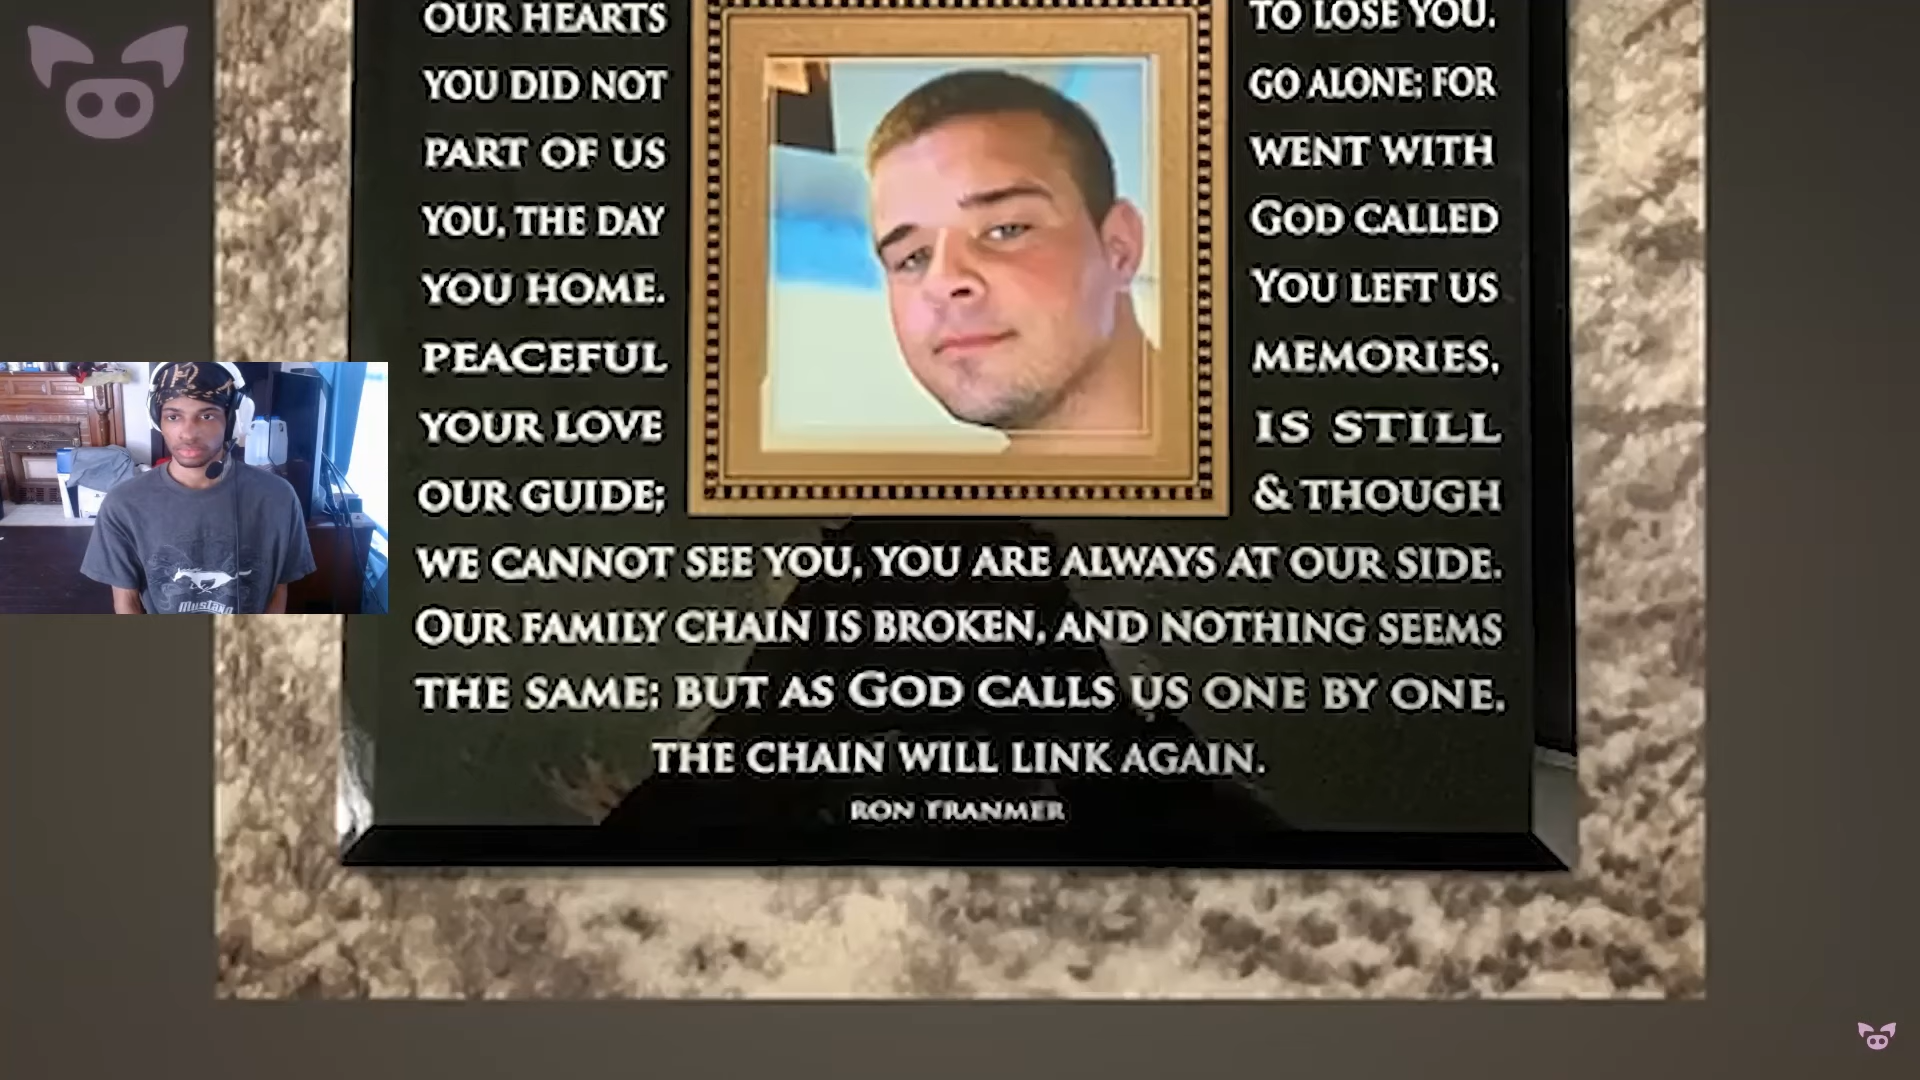 OUR HEARTS TO LOSE YOU.
YOU DID NOT GO ALONE; FOR
PART OF US WENT WITH
YOU, THE DAY GOD CALLED
YOU HOME. YOU LEFT US
PEACEFUL MEMORIES,
YOUR LOVE IS STILL
OUR GUIDE; & THOUGH
WE CANNOT SEE YOU, YOU ARE ALWAYS AT OUR SIDE.
OUR FAMILY CHAIN IS BROKEN, AND NOTHING SEEMS
THE SAME; BUT AS GOD CALLS US ONE BY ONE,
THE CHAIN WILL LINK AGAIN.
RON TRANMER
Mustang